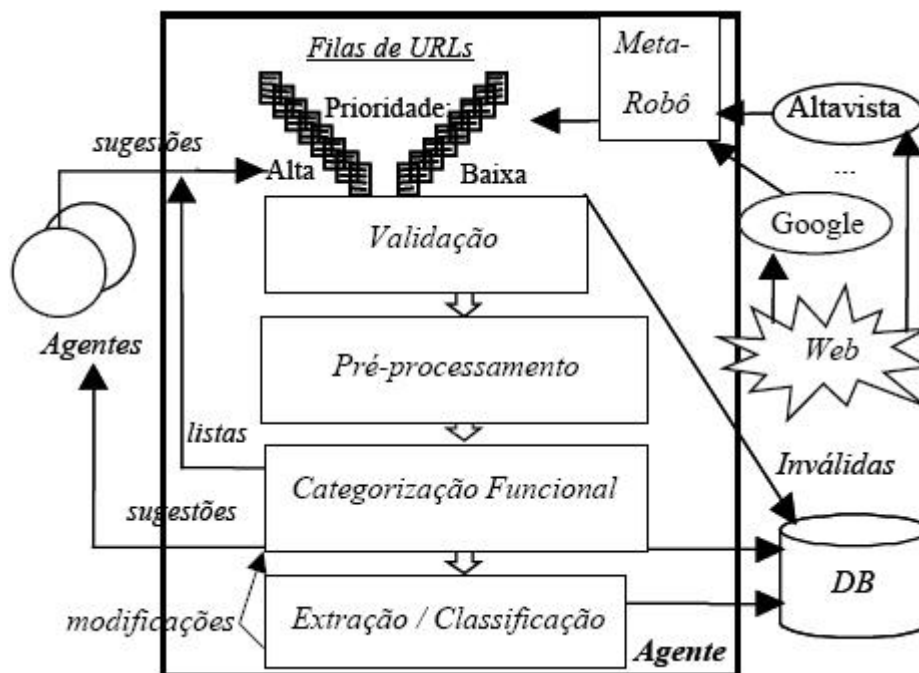 Filas de URLs
Meta-
Robô
Prioridade:
Altavista
sugestões
Alta
Baixa
...
Google
Validação
Agentes
Web
Pré-processamento
listas
Categorização Funcional
Inválidas
sugestões
DB
modificações
Extração / Classificação
Agente